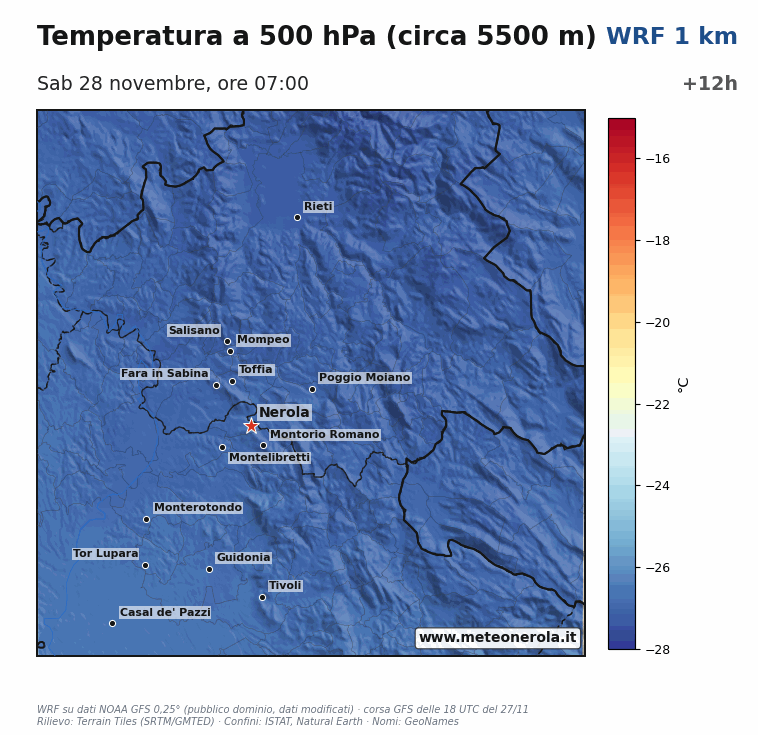 Temperatura a 500 hPa (circa 5500 m) WRF 1 km
Sab 28 novembre, ore 07:00 +12h
Rieti
Salisano
Mompeo
Toffia
Fara in Sabina
Poggio Moiano
Nerola
Montorio Romano
Montelibretti
Monterotondo
Tor Lupara
Guidonia
Tivoli
Casal de' Pazzi
www.meteonerola.it
−16
−18
−20
−22
−24
−26
−28
°C
WRF su dati NOAA GFS 0,25° (pubblico dominio, dati modificati) · corsa GFS delle 18 UTC del 27/11
Rilievo: Terrain Tiles (SRTM/GMTED) · Confini: ISTAT, Natural Earth · Nomi: GeoNames